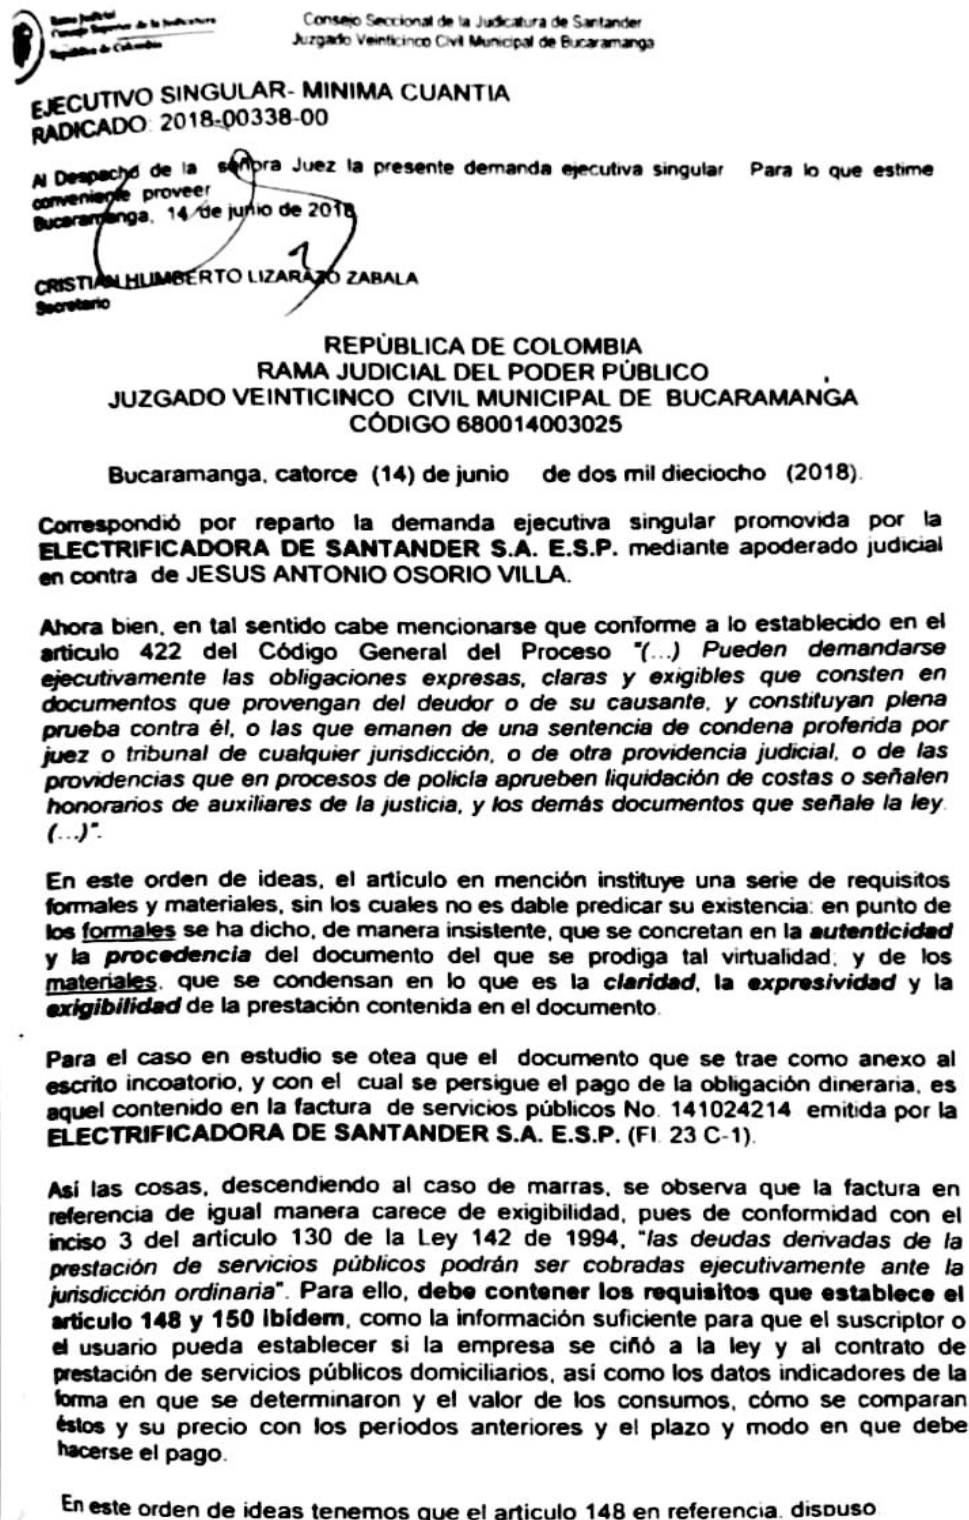 Rama Judicial
Consejo Superior de la Judicatura
República de Colombia
Consejo Seccional de la Judicatura de Santander
Juzgado Veinticinco Civil Municipal de Bucaramanga
EJECUTIVO SINGULAR- MINIMA CUANTIA
RADICADO: 2018-00338-00
Al Despacho de la señora Juez la presente demanda ejecutiva singular Para lo que estime
conveniente proveer
Bucaramanga, 14 de junio de 2018
CRISTIAN HUMBERTO LIZARAZO ZABALA
Secretario
REPÚBLICA DE COLOMBIA
RAMA JUDICIAL DEL PODER PÚBLICO
JUZGADO VEINTICINCO CIVIL MUNICIPAL DE BUCARAMANGA
CÓDIGO 680014003025
Bucaramanga, catorce (14) de junio de dos mil dieciocho (2018).
Correspondió por reparto la demanda ejecutiva singular promovida por la
ELECTRIFICADORA DE SANTANDER S.A. E.S.P. mediante apoderado judicial
en contra de JESUS ANTONIO OSORIO VILLA.
Ahora bien, en tal sentido cabe mencionarse que conforme a lo establecido en el
articulo 422 del Código General del Proceso "(...) Pueden demandarse
ejecutivamente las obligaciones expresas, claras y exigibles que consten en
documentos que provengan del deudor o de su causante, y constituyan plena
prueba contra él, o las que emanen de una sentencia de condena proferida por
juez o tribunal de cualquier jurisdicción, o de otra providencia judicial, o de las
providencias que en procesos de policía aprueben liquidación de costas o señalen
honorarios de auxiliares de la justicia, y los demás documentos que señale la ley.
(...)".
En este orden de ideas, el articulo en mención instituye una serie de requisitos
formales y materiales, sin los cuales no es dable predicar su existencia: en punto de
los formales se ha dicho, de manera insistente, que se concretan en la autenticidad
y la procedencia del documento del que se prodiga tal virtualidad; y de los
materiales, que se condensan en lo que es la claridad, la expresividad y la
exigibilidad de la prestación contenida en el documento.
Para el caso en estudio se otea que el documento que se trae como anexo al
escrito incoatorio, y con el cual se persigue el pago de la obligación dineraria, es
aquel contenido en la factura de servicios públicos No. 141024214 emitida por la
ELECTRIFICADORA DE SANTANDER S.A. E.S.P. (Fl. 23 C-1).
Así las cosas, descendiendo al caso de marras, se observa que la factura en
referencia de igual manera carece de exigibilidad, pues de conformidad con el
inciso 3 del artículo 130 de la Ley 142 de 1994, "las deudas derivadas de la
prestación de servicios públicos podrán ser cobradas ejecutivamente ante la
jurisdicción ordinaria". Para ello, debe contener los requisitos que establece el
artículo 148 y 150 Ibídem, como la información suficiente para que el suscriptor o
el usuario pueda establecer si la empresa se ciñó a la ley y al contrato de
prestación de servicios públicos domiciliarios, así como los datos indicadores de la
forma en que se determinaron y el valor de los consumos, cómo se comparan
éstos y su precio con los periodos anteriores y el plazo y modo en que debe
hacerse el pago.
En este orden de ideas tenemos que el articulo 148 en referencia, dispuso